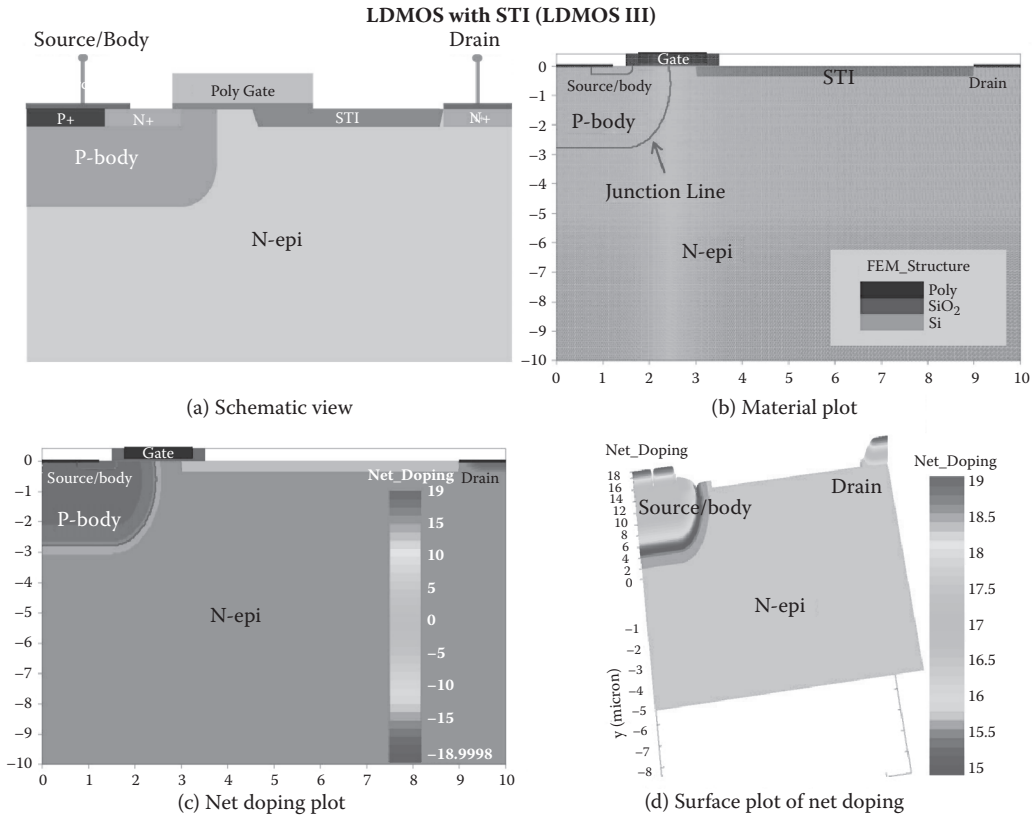 LDMOS with STI (LDMOS III)
Source/Body
Drain
Poly Gate
P+
N+
STI
N+
P-body
N-epi
(a) Schematic view
0
−1
−2
−3
−4
−5
−6
−7
−8
−9
−10
Gate
Source/body
STI
Drain
P-body
Junction Line
N-epi
FEM_Structure
Poly
SiO2
Si
0 1 2 3 4 5 6 7 8 9 10
(b) Material plot
0
−1
−2
−3
−4
−5
−6
−7
−8
−9
−10
Gate
Source/body
P-body
N-epi
Net_Doping
Drain
19
15
10
5
0
−5
−10
−15
−18.9998
0 1 2 3 4 5 6 7 8 9 10
(c) Net doping plot
Net_Doping
18
16
14
12
10
8
6
4
2
0
−1
−2
−3
−4
−5
−6
−7
−8
y (micron)
Source/body
Drain
N-epi
Net_Doping
19
18.5
18
17.5
17
16.5
16
15.5
15
(d) Surface plot of net doping